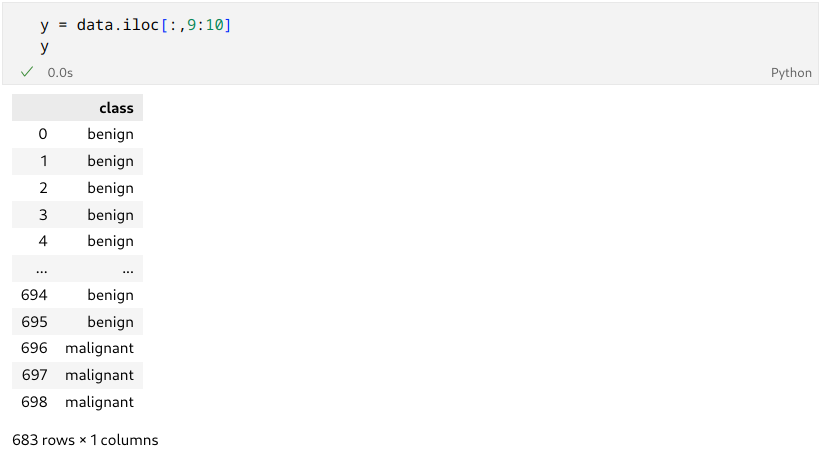 y = data.iloc[:,9:10]
y
0.0s Python
class
0 benign
1 benign
2 benign
3 benign
4 benign
... ...
694 benign
695 benign
696 malignant
697 malignant
698 malignant
683 rows × 1 columns